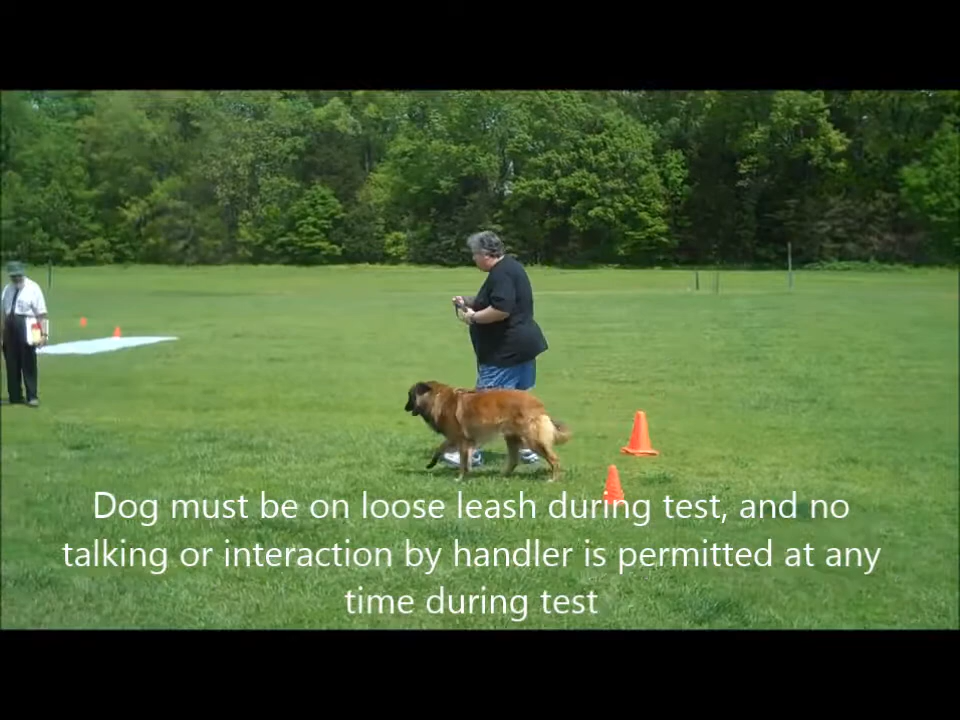 Dog must be on loose leash during test, and no
talking or interaction by handler is permitted at any
time during test